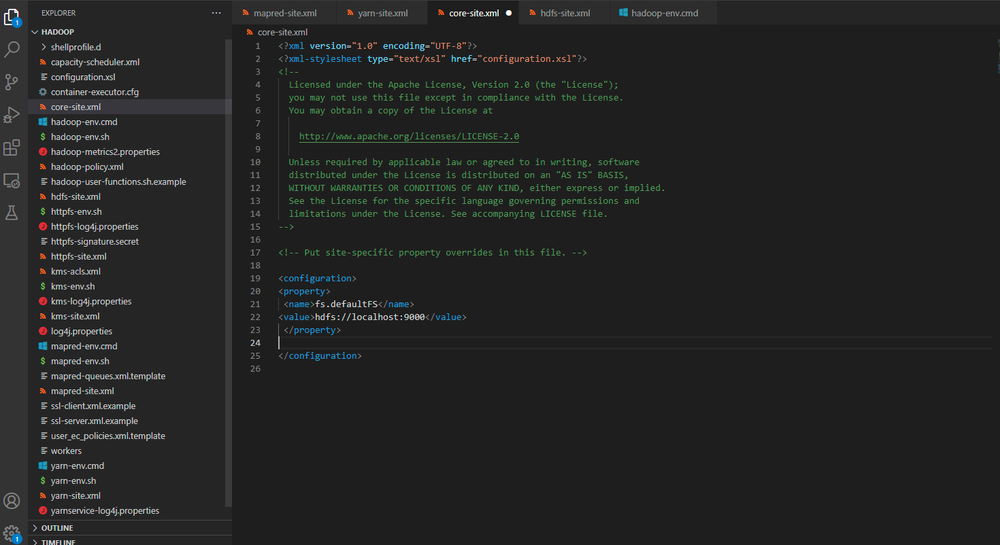 EXPLORER
···
HADOOP
shellprofile.d
capacity-scheduler.xml
configuration.xsl
container-executor.cfg
core-site.xml
hadoop-env.cmd
$ hadoop-env.sh
hadoop-metrics2.properties
hadoop-policy.xml
hadoop-user-functions.sh.example
hdfs-site.xml
$ httpfs-env.sh
httpfs-log4j.properties
httpfs-signature.secret
httpfs-site.xml
kms-acls.xml
$ kms-env.sh
kms-log4j.properties
kms-site.xml
log4j.properties
mapred-env.cmd
$ mapred-env.sh
mapred-queues.xml.template
mapred-site.xml
ssl-client.xml.example
ssl-server.xml.example
user_ec_policies.xml.template
workers
yarn-env.cmd
$ yarn-env.sh
yarn-site.xml
yarnservice-log4j.properties
OUTLINE
TIMELINE
1
1
mapred-site.xml
yarn-site.xml
core-site.xml
hdfs-site.xml
hadoop-env.cmd
core-site.xml
1 <?xml version="1.0" encoding="UTF-8"?>
2 <?xml-stylesheet type="text/xsl" href="configuration.xsl"?>
3 <!--
4 Licensed under the Apache License, Version 2.0 (the "License");
5 you may not use this file except in compliance with the License.
6 You may obtain a copy of the License at
7
8 http://www.apache.org/licenses/LICENSE-2.0
9
10 Unless required by applicable law or agreed to in writing, software
11 distributed under the License is distributed on an "AS IS" BASIS,
12 WITHOUT WARRANTIES OR CONDITIONS OF ANY KIND, either express or implied.
13 See the License for the specific language governing permissions and
14 limitations under the License. See accompanying LICENSE file.
15 -->
16
17 <!-- Put site-specific property overrides in this file. -->
18
19 <configuration>
20 <property>
21 <name>fs.defaultFS</name>
22 <value>hdfs://localhost:9000</value>
23 </property>
24
25 </configuration>
26